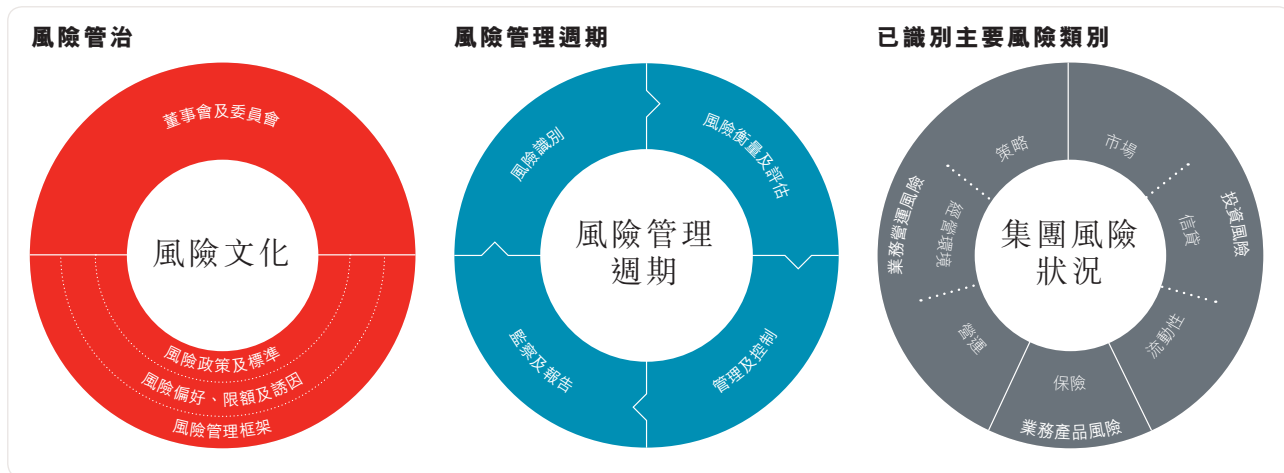 風險管治
董事會及委員會
風險文化
風險政策及標準
風險偏好、限額及誘因
風險管理框架
風險管理週期
風險識別
風險衡量及評估
風險管理
週期
監察及報告
管理及控制
已識別主要風險類別
策略
市場
業務營運風險
經營環境
信貸
投資風險
集團風險
狀況
營運
流動性
保險
業務產品風險